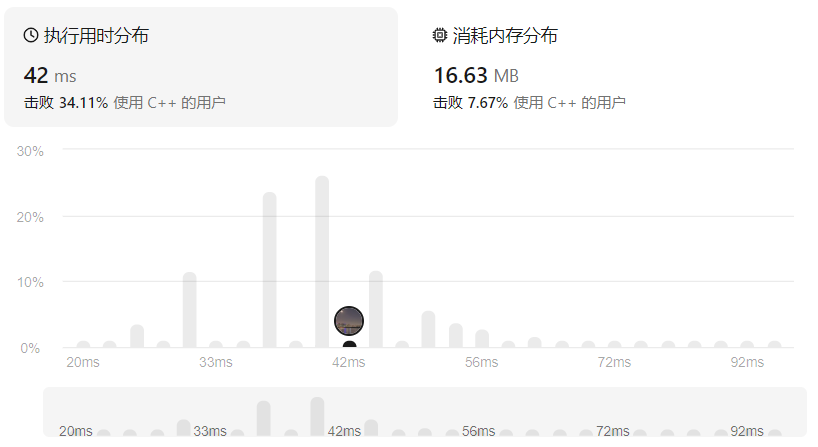 执行用时分布
42 ms
击败 34.11% 使用 C++ 的用户
消耗内存分布
16.63 MB
击败 7.67% 使用 C++ 的用户
30%
20%
10%
0%
20ms 33ms 42ms 56ms 72ms 92ms
20ms 33ms 42ms 56ms 72ms 92ms